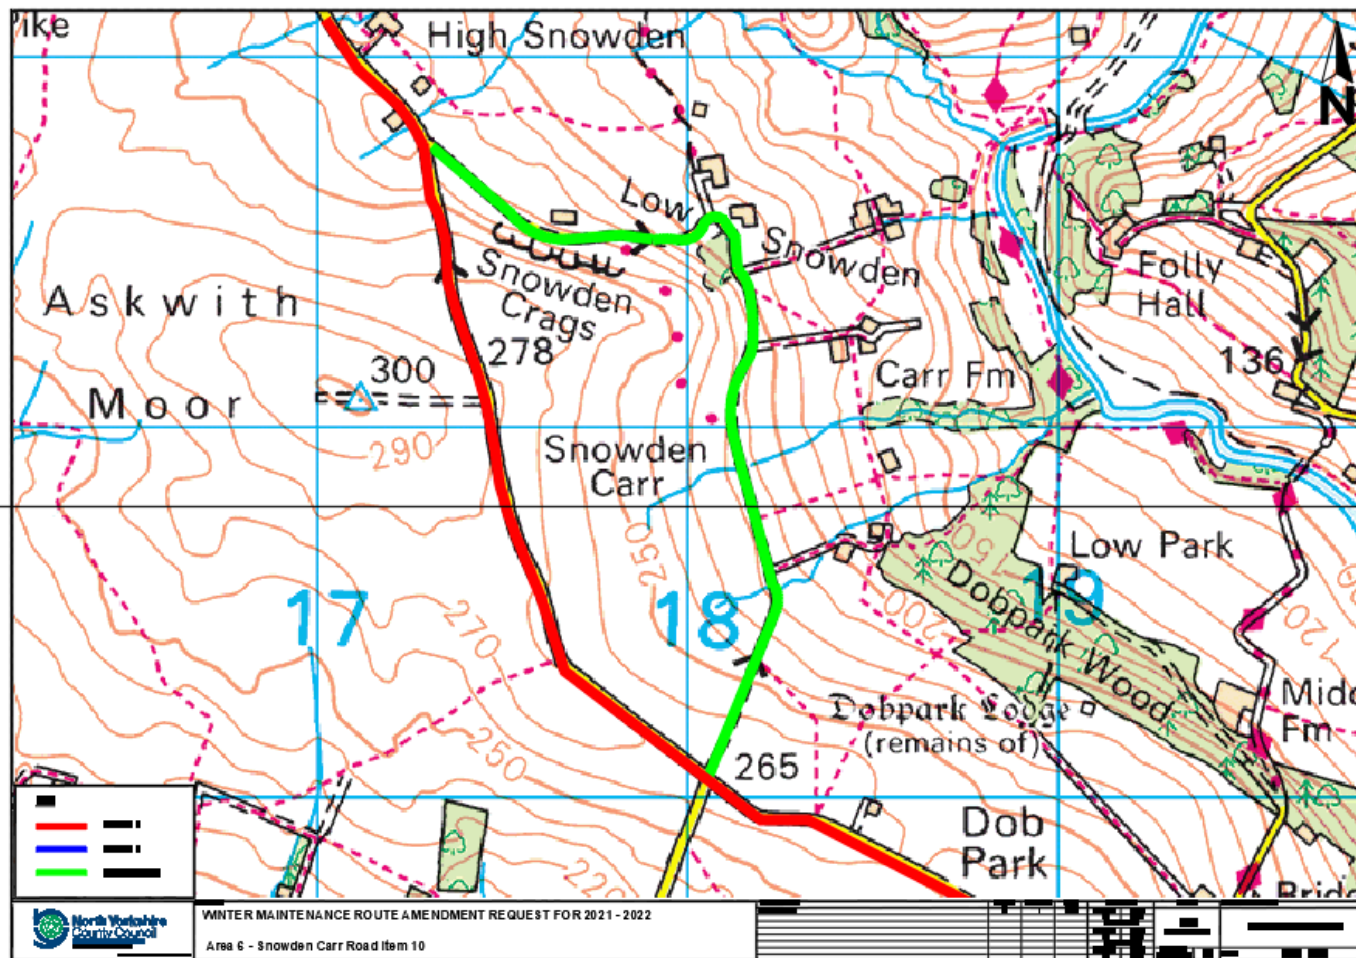 High Snowden
Low
Snowden
Snowden
Crags
Folly
Hall
Askwith
278
136
300
Carr Fm
Moor
290
Snowden
Carr
250
Low Park
17
18
19
Dobpark Wood
200
120
270
Dobpark Lodge
(remains of)
Fm
250
265
Dob
Park
220
N
North Yorkshire
County Council
WINTER MAINTENANCE ROUTE AMENDMENT REQUEST FOR 2021 - 2022
Area 6 - Snowden Carr Road Item 10